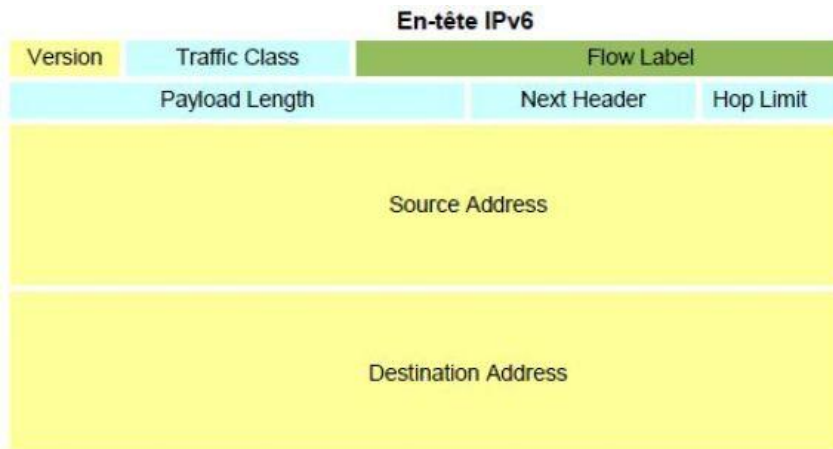 En-tête IPv6
Version Traffic Class Flow Label
Payload Length Next Header Hop Limit
Source Address
Destination Address